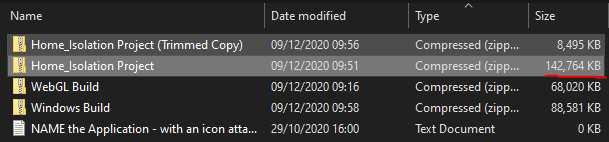 Name Date modified Type Size
Home_Isolation Project (Trimmed Copy) 09/12/2020 09:56 Compressed (zipp... 8,495 KB
Home_Isolation Project 09/12/2020 09:51 Compressed (zipp... 142,764 KB
WebGL Build 09/12/2020 09:16 Compressed (zipp... 68,020 KB
Windows Build 09/12/2020 09:58 Compressed (zipp... 88,581 KB
NAME the Application - with an icon atta... 29/10/2020 16:00 Text Document 0 KB